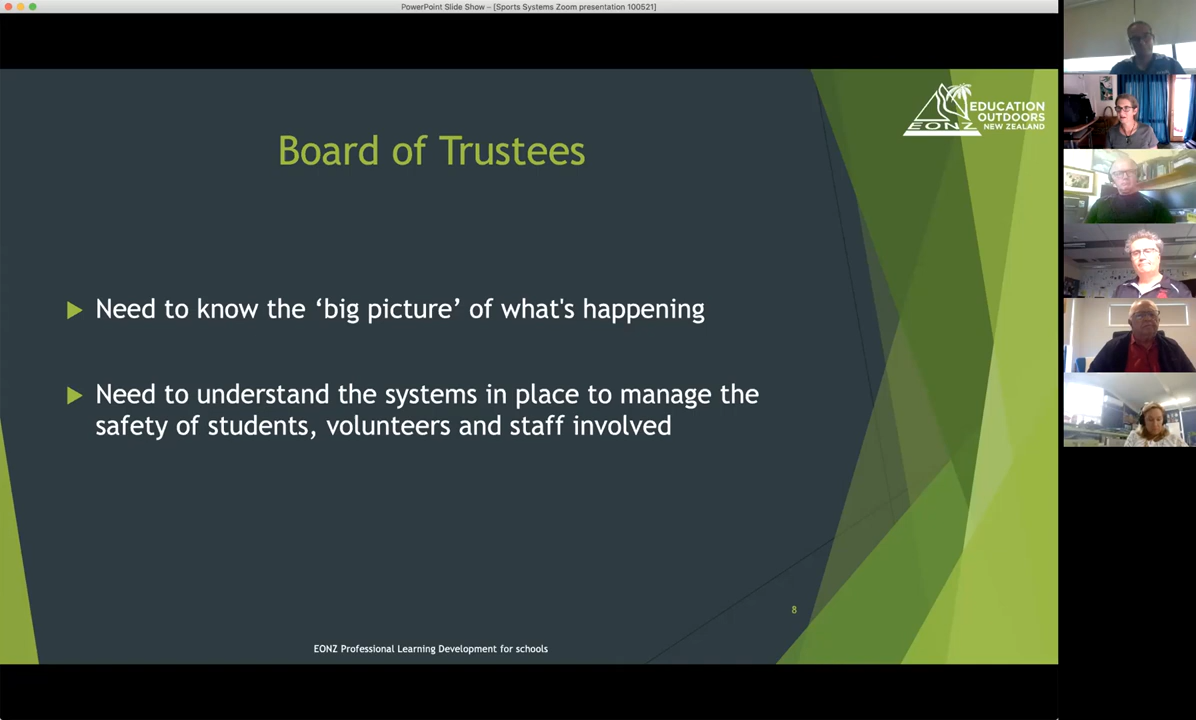 PowerPoint Slide Show – [Sports Systems Zoom presentation 100521]
EONZ
EDUCATION
OUTDOORS
NEW ZEALAND
Board of Trustees
Need to know the ‘big picture’ of what's happening
Need to understand the systems in place to manage the
safety of students, volunteers and staff involved
8
EONZ Professional Learning Development for schools